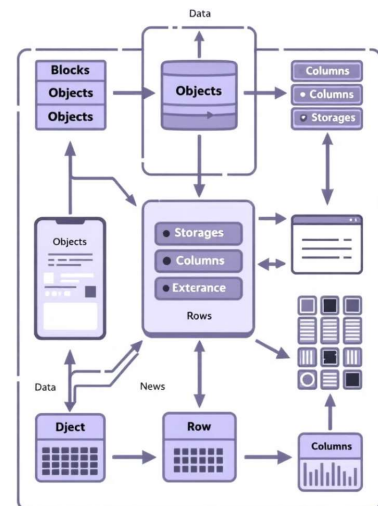 Data
Blocks
Objects
Objects
Objects
Columns
Columns
Storages
Objects
Storages
Columns
Exterance
Rows
Data
News
Dject
Row
Columns